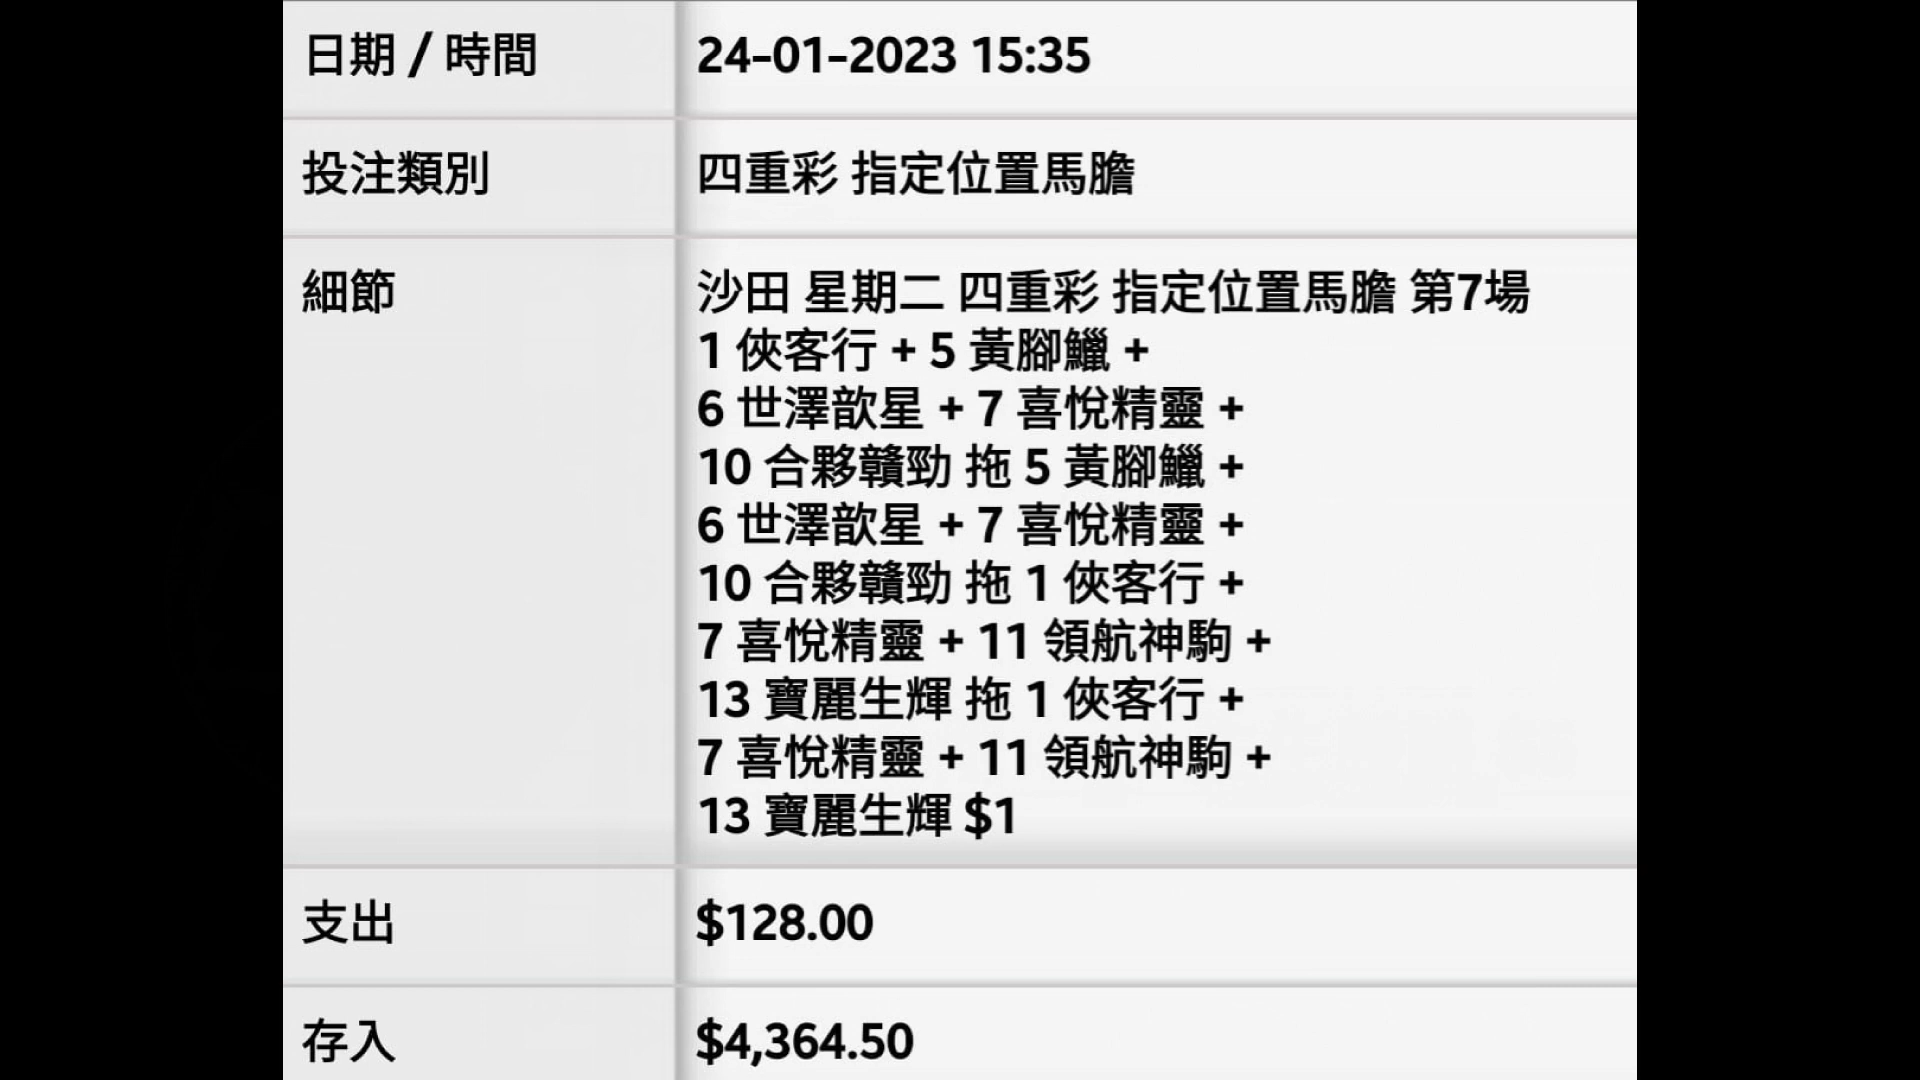 日期 / 時間
24-01-2023 15:35
投注類別
四重彩 指定位置馬膽
細節
沙田 星期二 四重彩 指定位置馬膽 第7場
1 俠客行 + 5 黃腳鱲 +
6 世澤歆星 + 7 喜悅精靈 +
10 合夥贛勁 拖 5 黃腳鱲 +
6 世澤歆星 + 7 喜悅精靈 +
10 合夥贛勁 拖 1 俠客行 +
7 喜悅精靈 + 11 領航神駒 +
13 寶麗生輝 拖 1 俠客行 +
7 喜悅精靈 + 11 領航神駒 +
13 寶麗生輝 $1
支出
$128.00
存入
$4,364.50